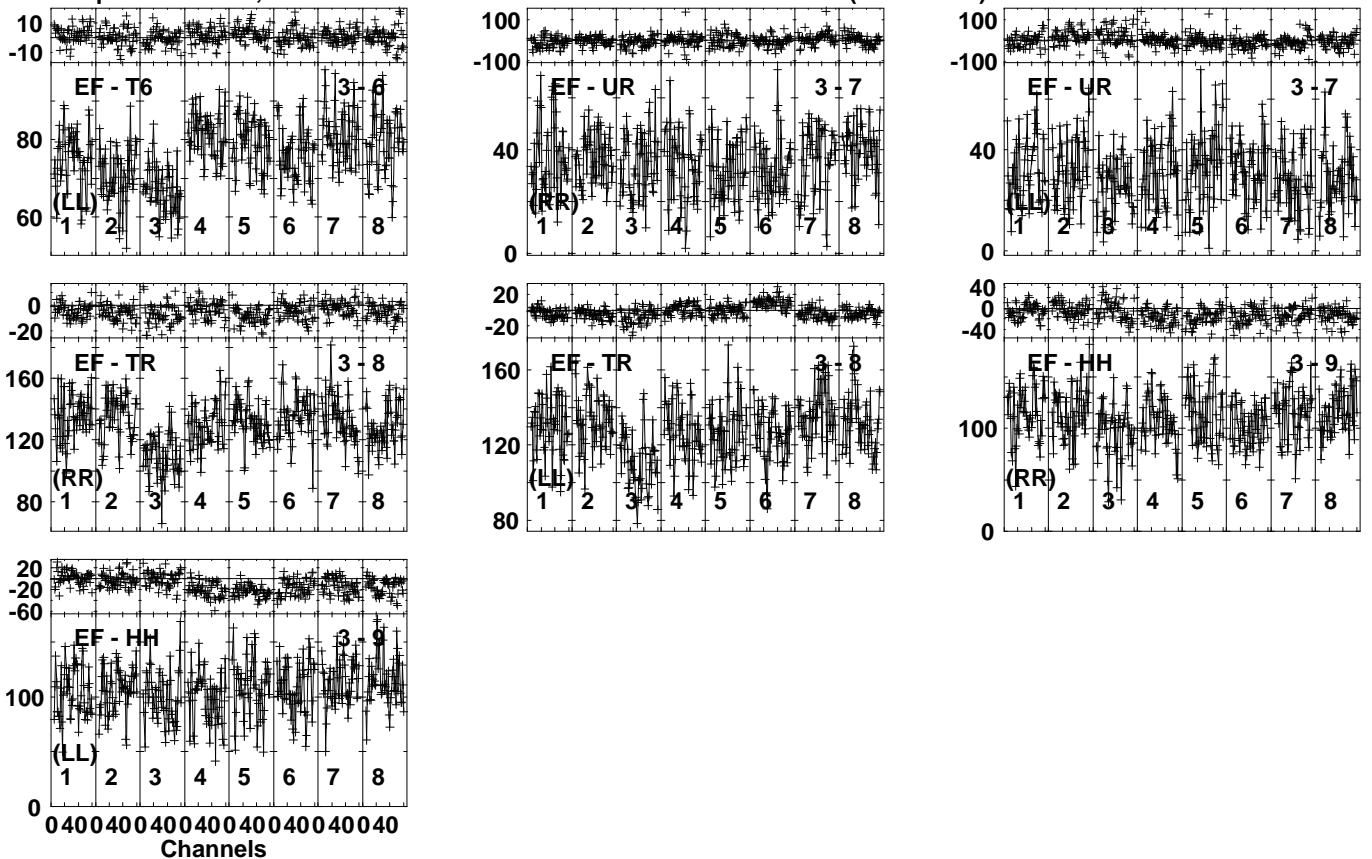 10
-10
EF - T6 3 - 6
80
60
(LL)
1 2 3 4 5 6 7 8
100
-100
EF - UR 3 - 7
40
0
(RR)
1 2 3 4 5 6 7 8
100
-100
EF - UR 3 - 7
40
0
(LL)
1 2 3 4 5 6 7 8
0
-20
EF - TR 3 - 8
160
120
80
(RR)
1 2 3 4 5 6 7 8
20
-20
EF - TR 3 - 8
160
120
80
(LL)
1 2 3 4 5 6 7 8
40
0
-40
EF - HH 3 - 9
100
0
(RR)
1 2 3 4 5 6 7 8
20
-20
-60
EF - HH 3 - 9
100
0
(LL)
1 2 3 4 5 6 7 8
0 40 0 40 0 40 0 40 0 40 0 40 0 40 0 40
Channels